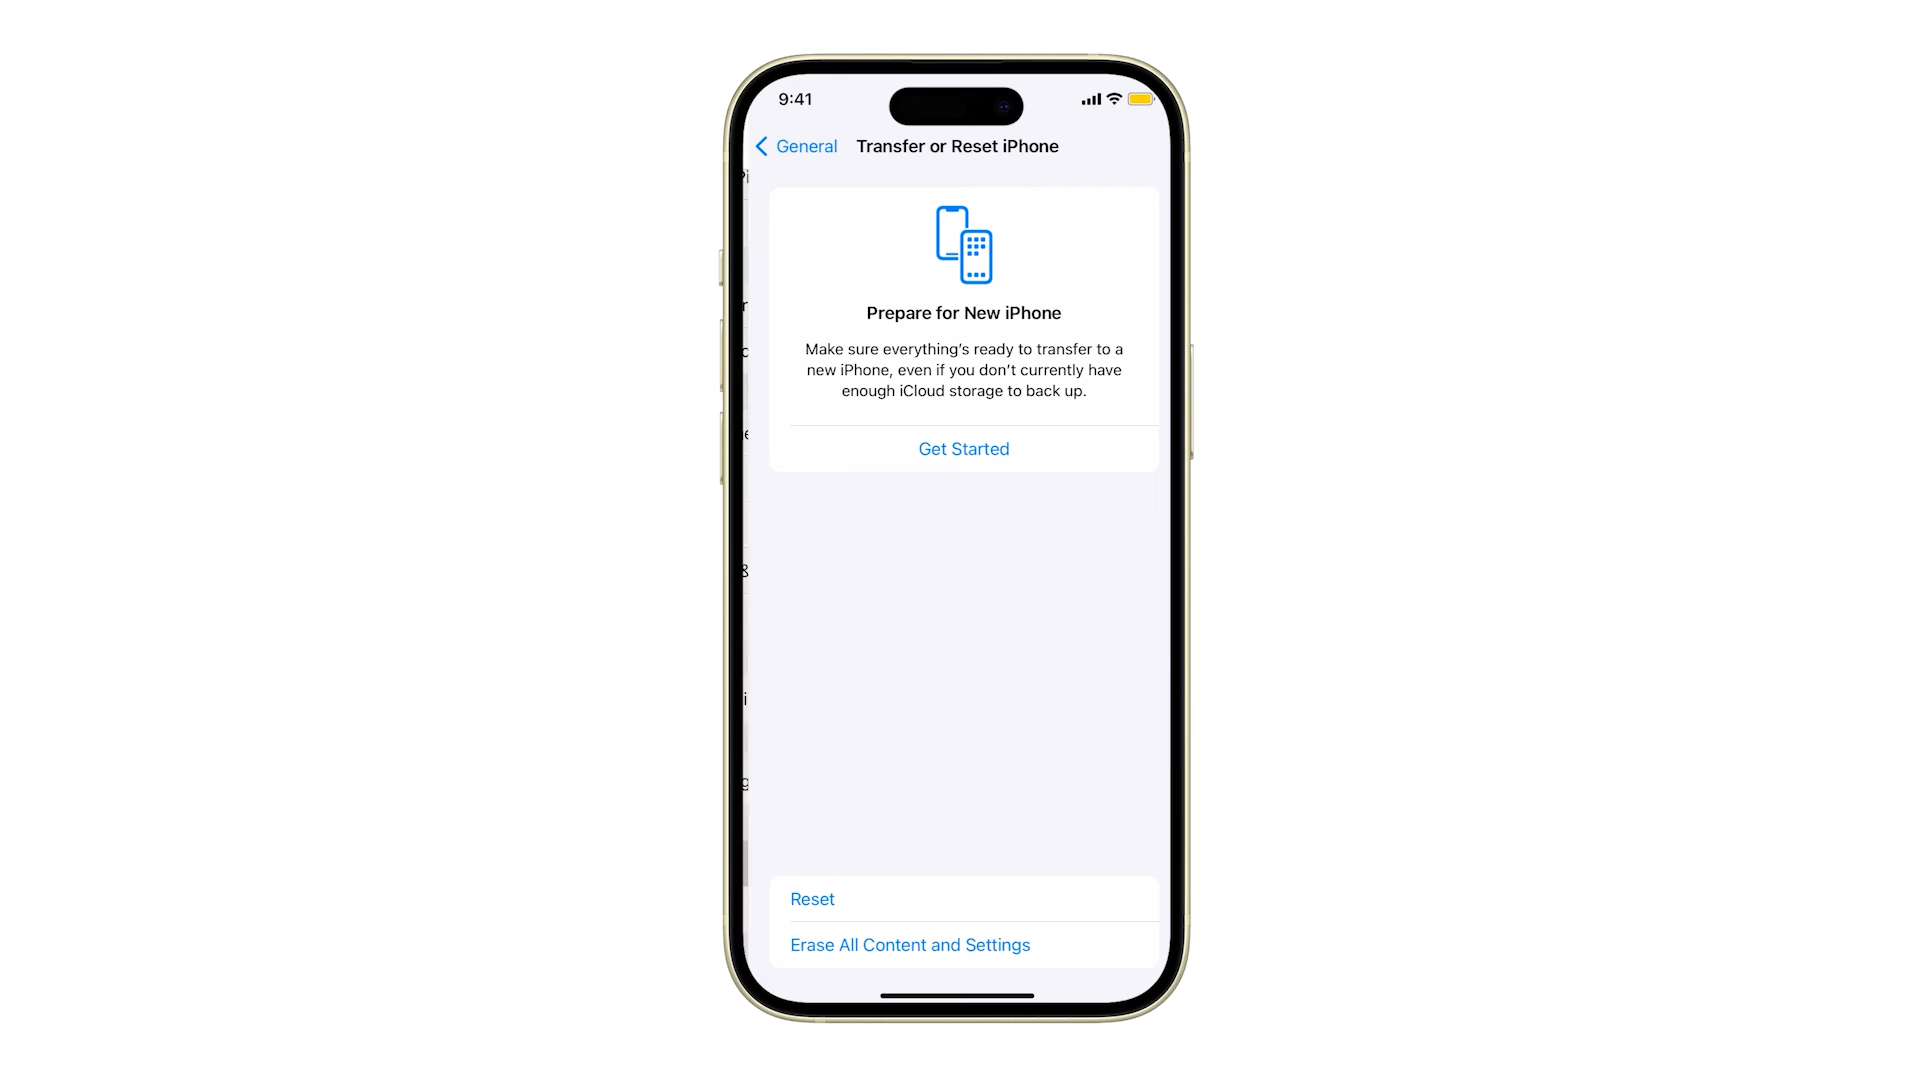 9:41
General Transfer or Reset iPhone
Prepare for New iPhone
Make sure everything's ready to transfer to a
new iPhone, even if you don't currently have
enough iCloud storage to back up.
Get Started
Reset
Erase All Content and Settings